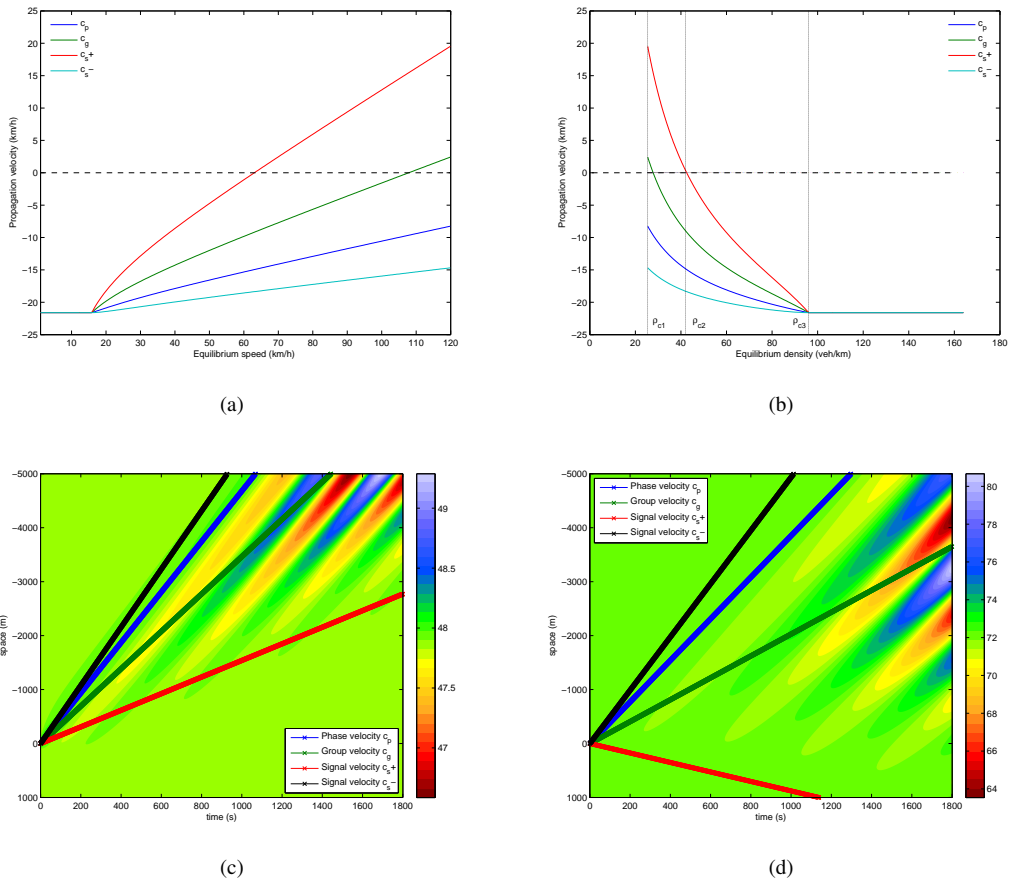 25
20
15
10
5
0
−5
−10
−15
−20
−25
Propagation velocity (km/h)
c_p
c_g
c_s+
c_s−
10 20 30 40 50 60 70 80 90 100 110 120
Equilibrium speed (km/h)
(a)
25
20
15
10
5
0
−5
−10
−15
−20
−25
Propagation velocity (km/h)
c_p
c_g
c_s+
c_s−
ρ_c1 ρ_c2 ρ_c3
0 20 40 60 80 100 120 140 160 180
Equilibrium density (veh/km)
(b)
−5000
−4000
−3000
−2000
−1000
0
1000
space (m)
Phase velocity c_p
Group velocity c_g
Signal velocity c_s+
Signal velocity c_s−
0 200 400 600 800 1000 1200 1400 1600 1800
time (s)
49
48.5
48
47.5
47
(c)
−5000
−4000
−3000
−2000
−1000
0
1000
space (m)
Phase velocity c_p
Group velocity c_g
Signal velocity c_s+
Signal velocity c_s−
0 200 400 600 800 1000 1200 1400 1600 1800
time (s)
80
78
76
74
72
70
68
66
64
(d)